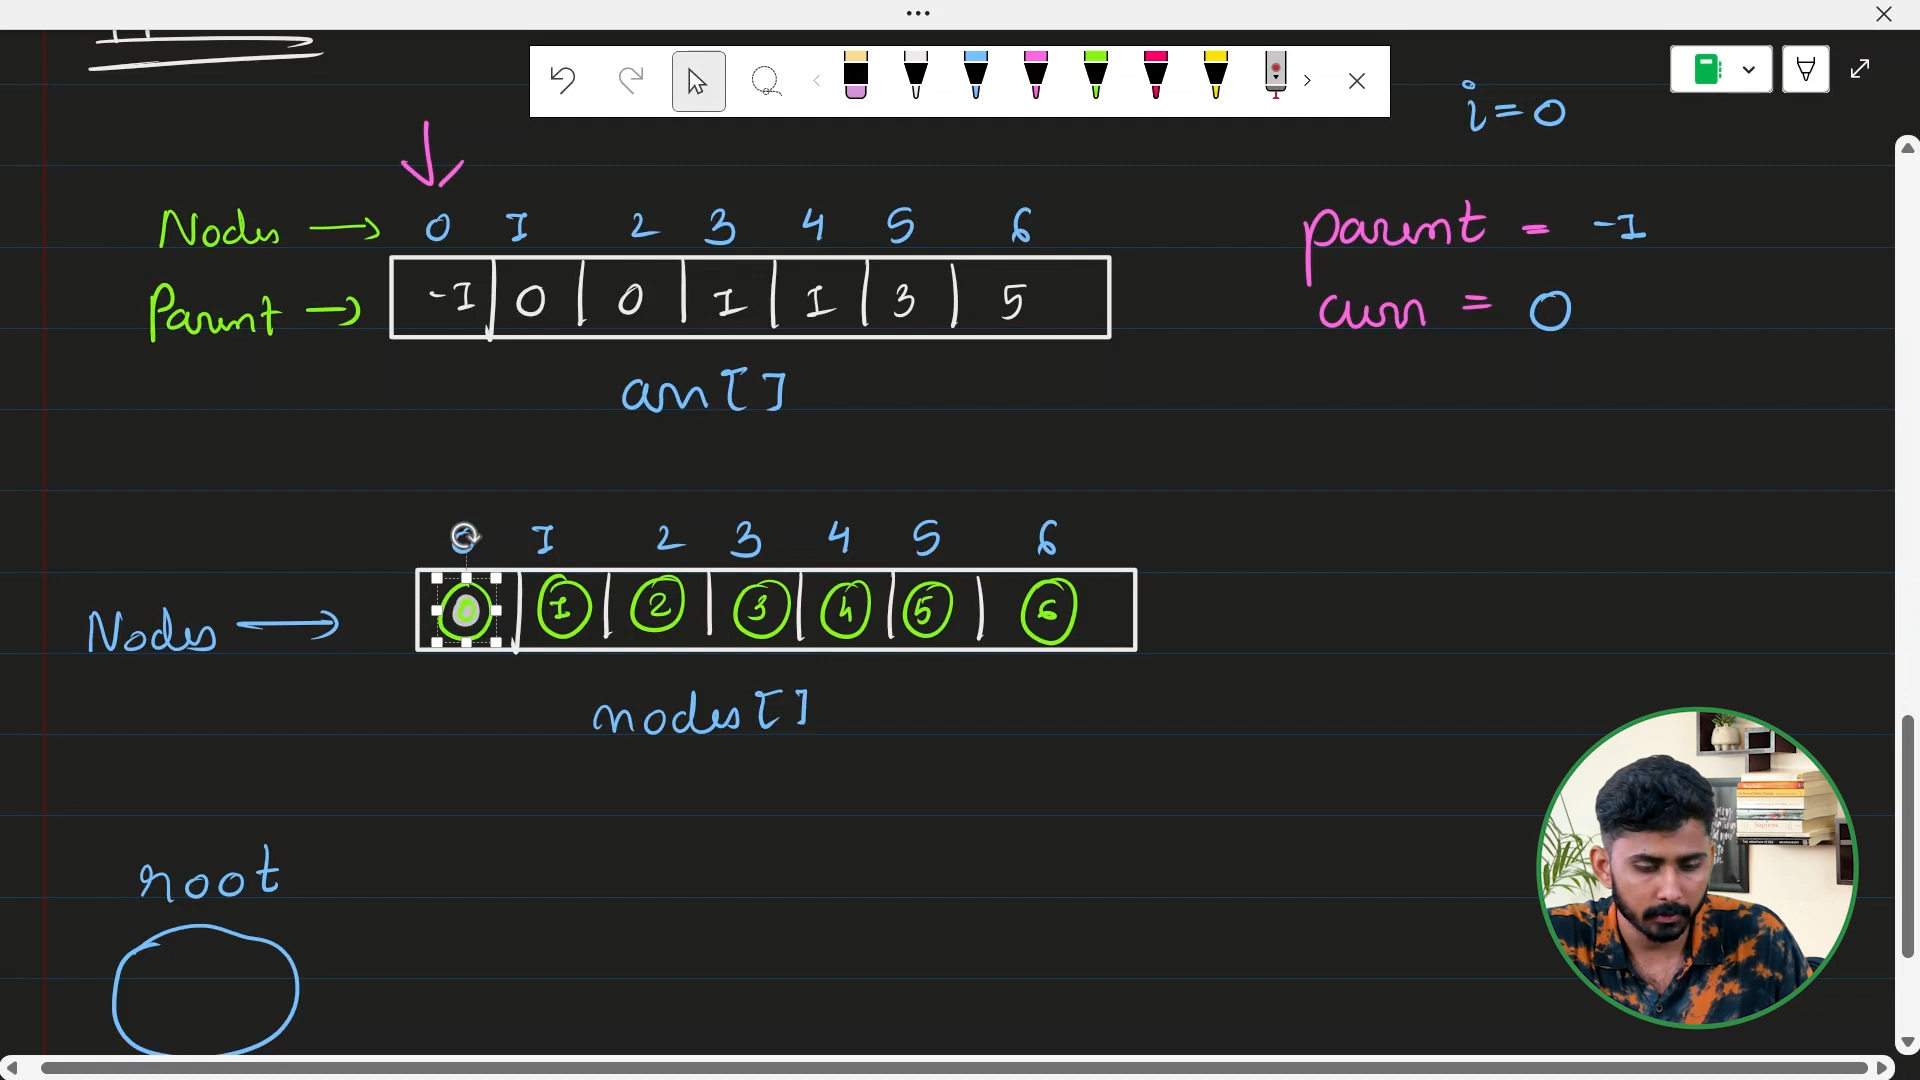 i = 0
Nodes → 0 1 2 3 4 5 6
Parent → -1 0 0 1 1 3 5
parent = -1
curr = 0
arr[]
0 1 2 3 4 5 6
Nodes → 0 1 2 3 4 5 6
nodes[]
root